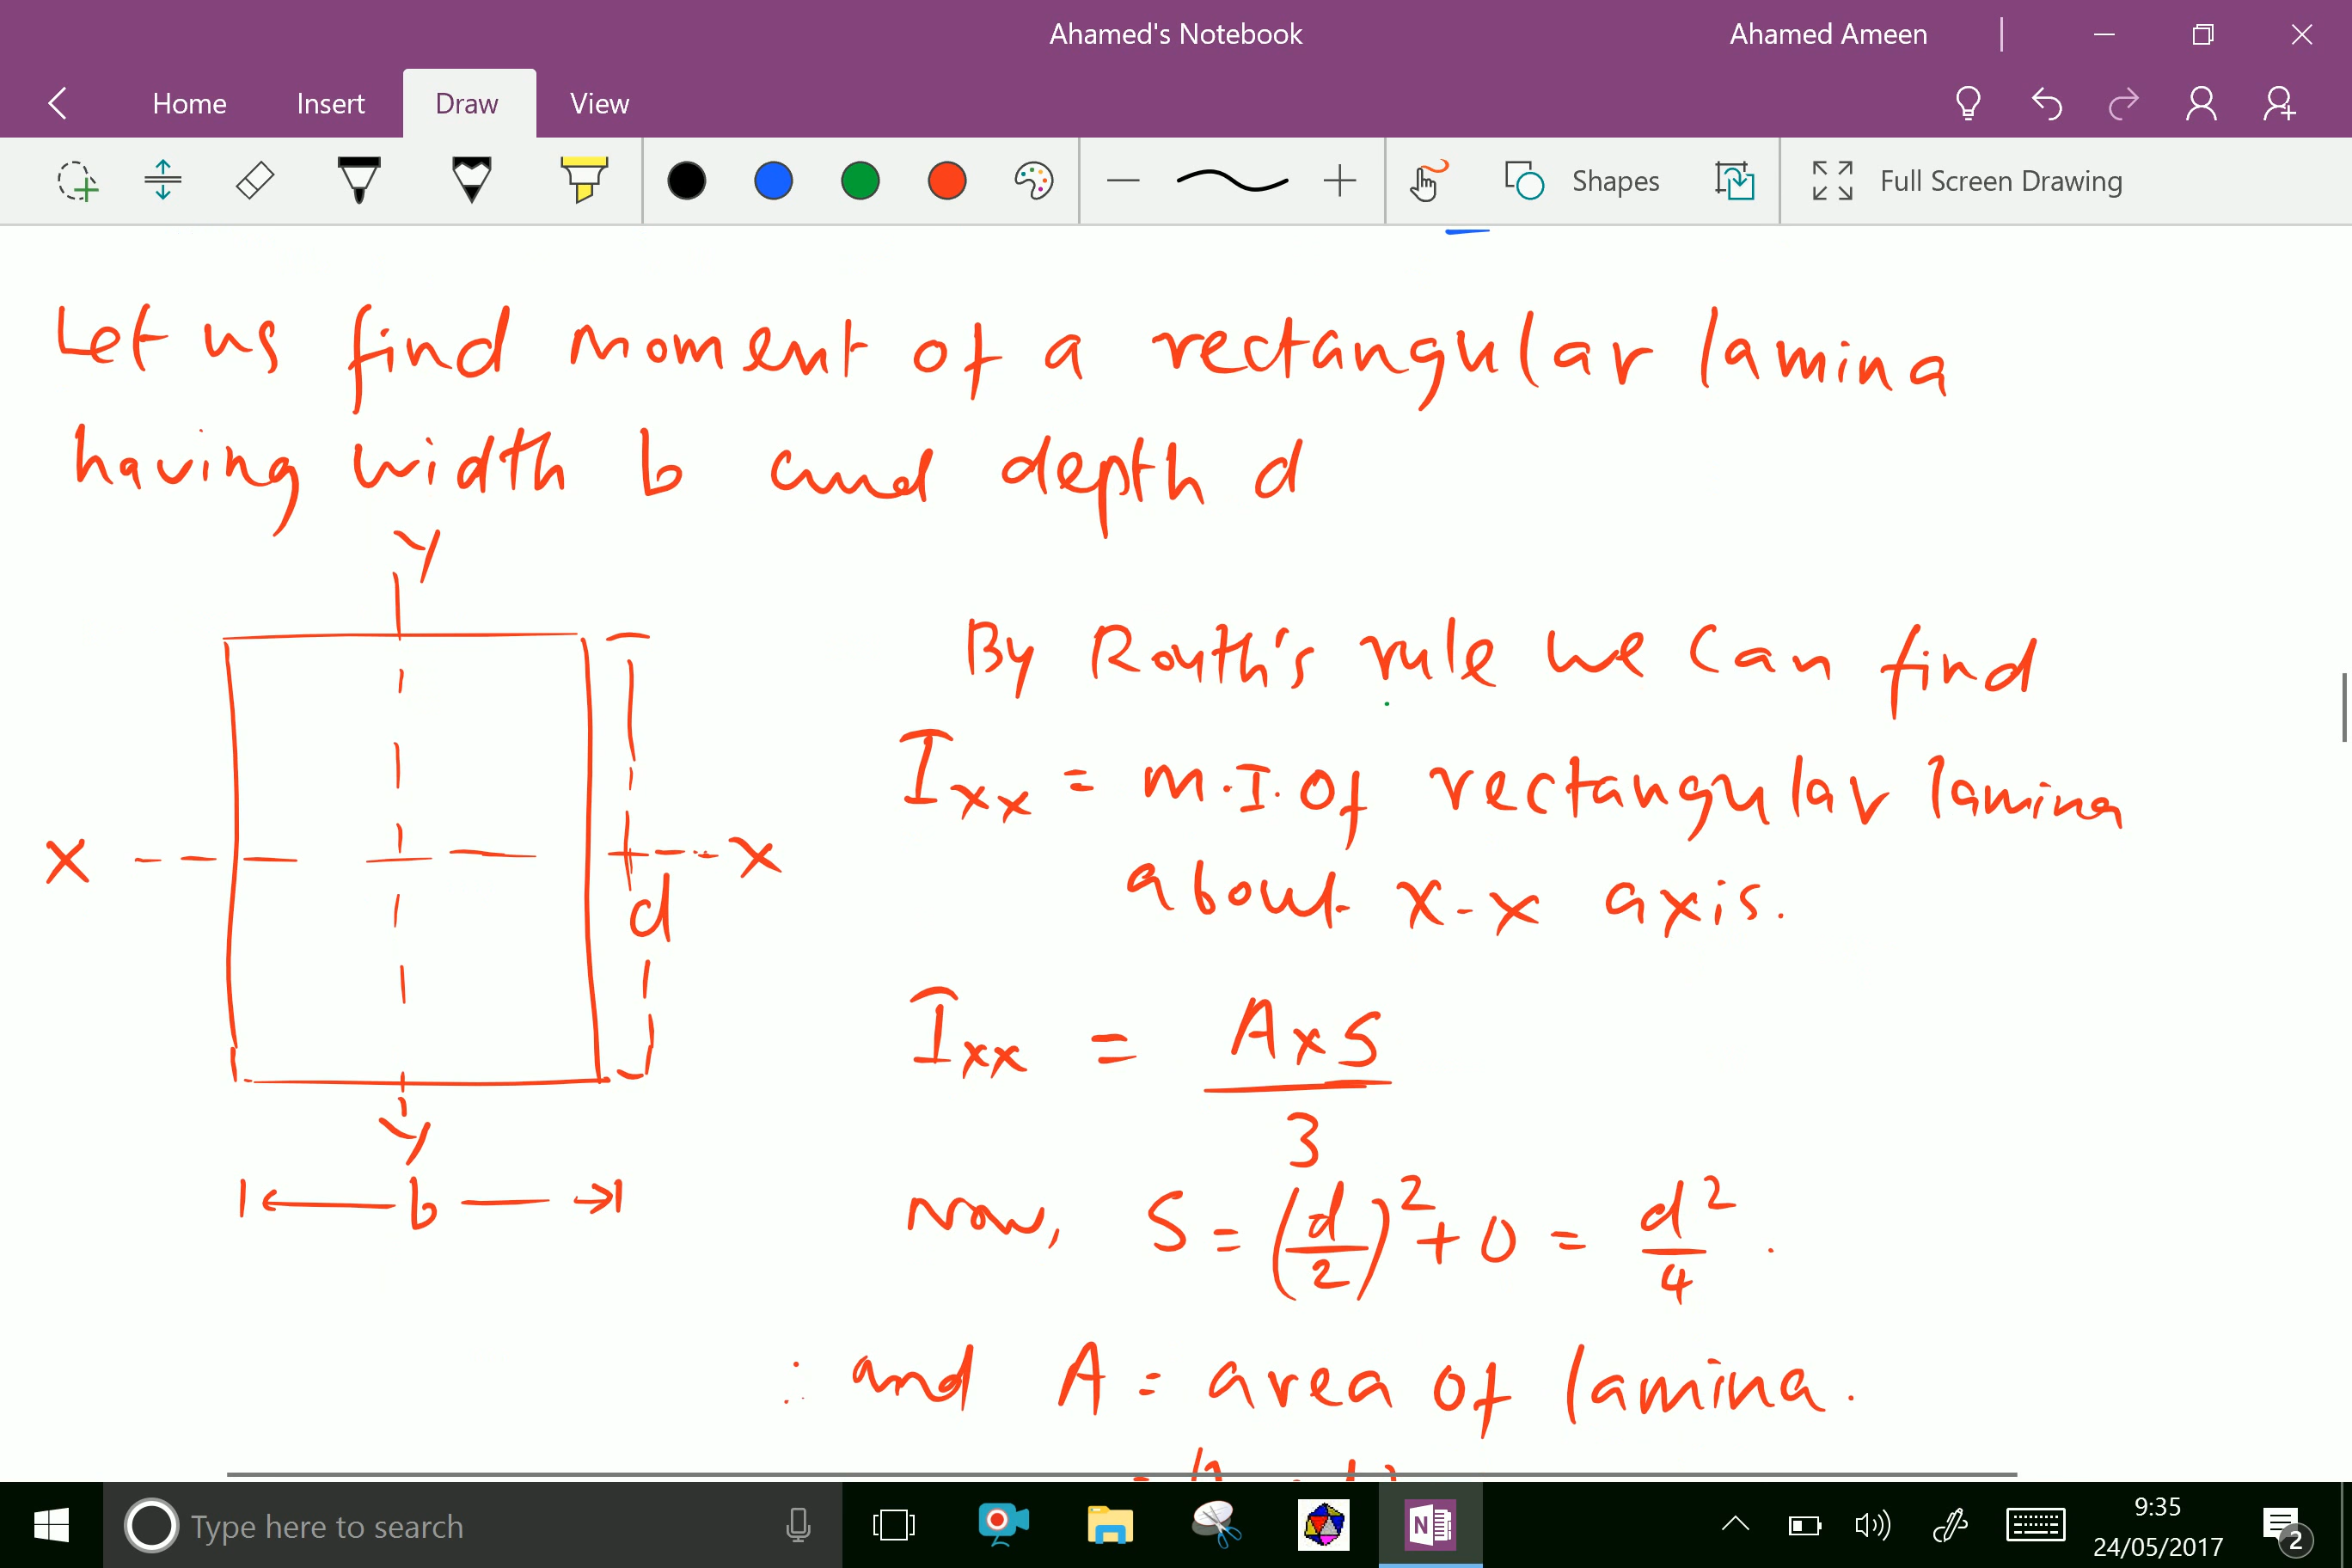 Ahamed's Notebook
Ahamed Ameen
Home Insert Draw View
Shapes
Full Screen Drawing
Let us find moment of a rectangular lamina
having width b and depth d
Y
By Routh's rule we can find
Ixx = M.I. of rectangular lamina
about x-x axis.
X
X
d
Ixx = A×S
3
Y
b
Now, S = (d/2)² + 0 = d²/4 .
∴ and A = area of lamina.
Type here to search
N
9:35
24/05/2017
2